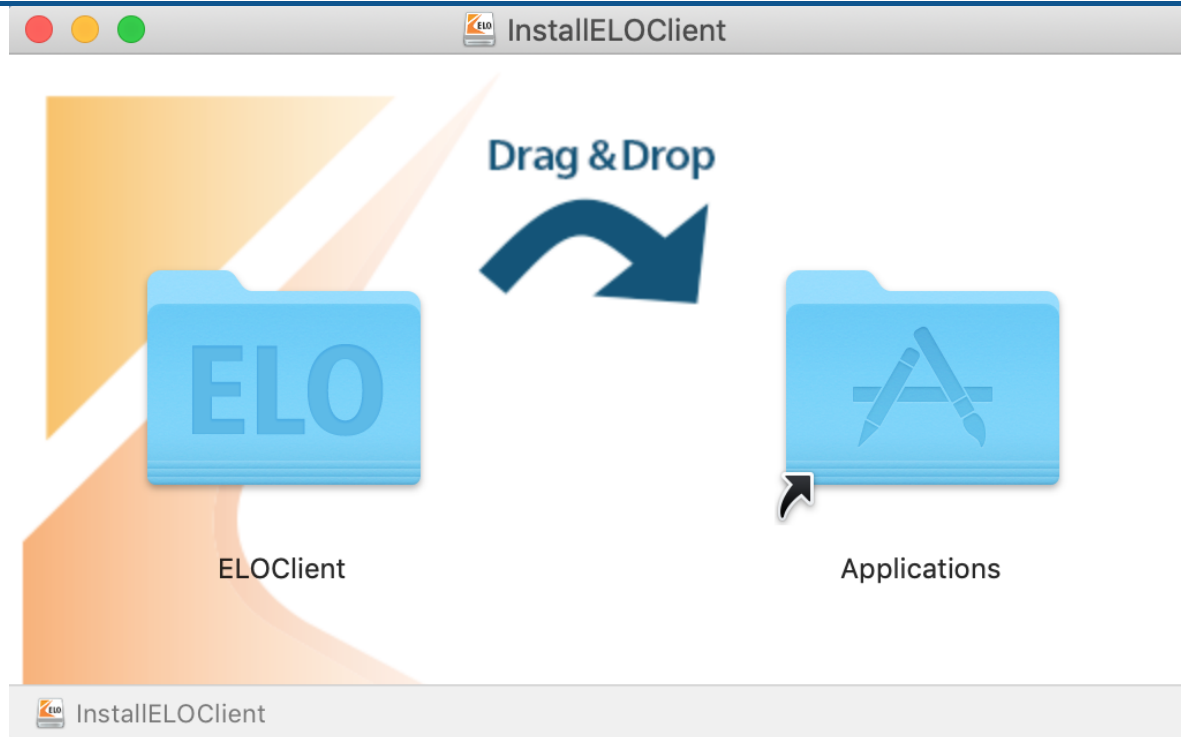 InstallELOClient
Drag & Drop
ELO
ELOClient
Applications
InstallELOClient